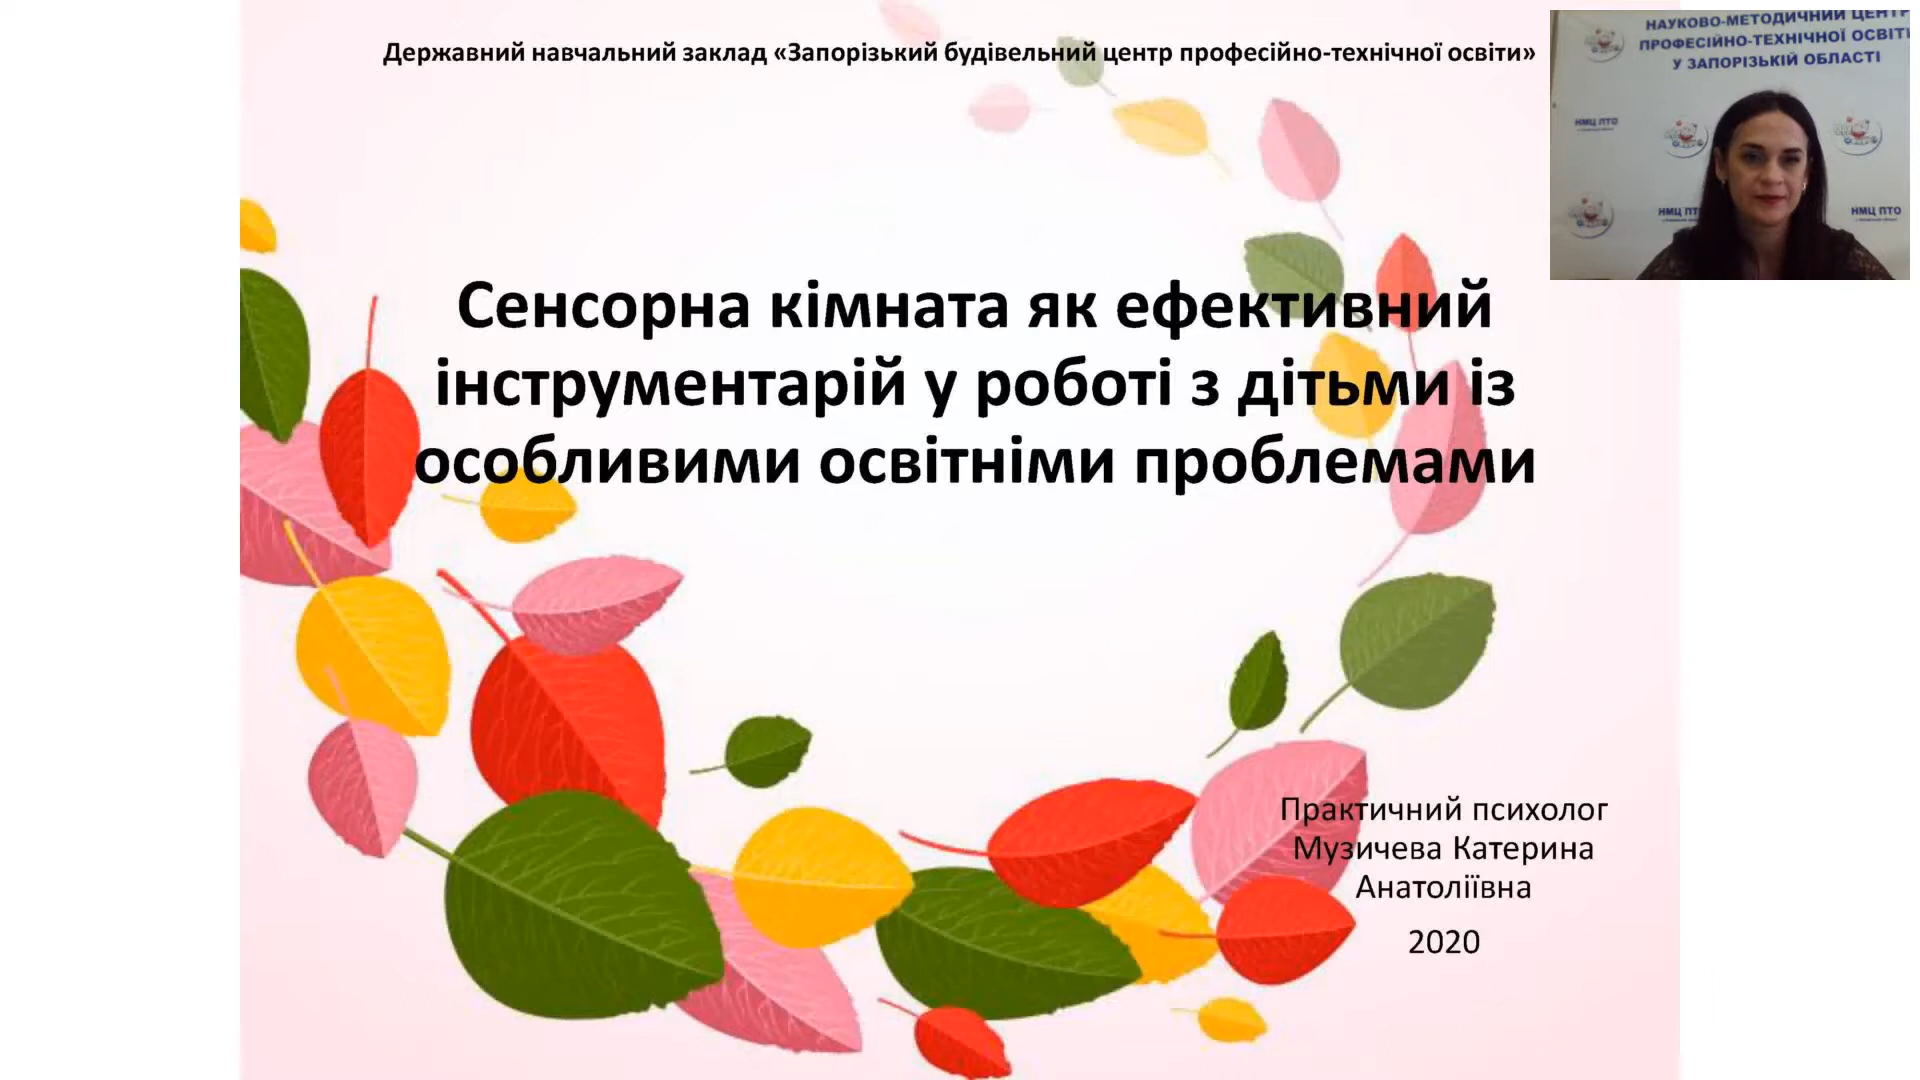 Державний навчальний заклад «Запорізький будівельний центр професійно-технічної освіти»
НАУКОВО-МЕТОДИЧНИЙ ЦЕНТР
ПРОФЕСІЙНО-ТЕХНІЧНОЇ ОСВІТИ
У ЗАПОРІЗЬКІЙ ОБЛАСТІ
НМЦ ПТО
НМЦ ПТ
НМЦ ПТО
Сенсорна кімната як ефективний
інструментарій у роботі з дітьми із
особливими освітніми проблемами
Практичний психолог
Музичева Катерина
Анатоліївна
2020